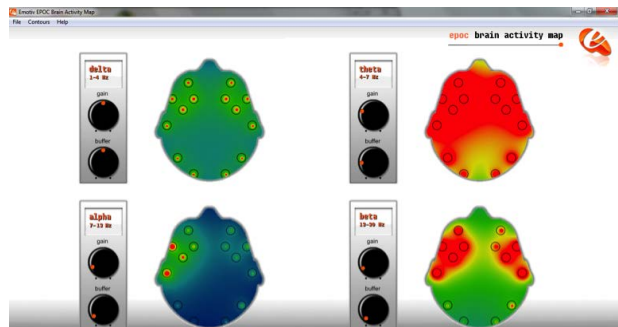 Emotiv EPOC Brain Activity Map
File Contours Help
epoc brain activity map
delta
1-4 Hz
gain
buffer
theta
4-7 Hz
gain
buffer
alpha
7-13 Hz
gain
buffer
beta
13-30 Hz
gain
buffer